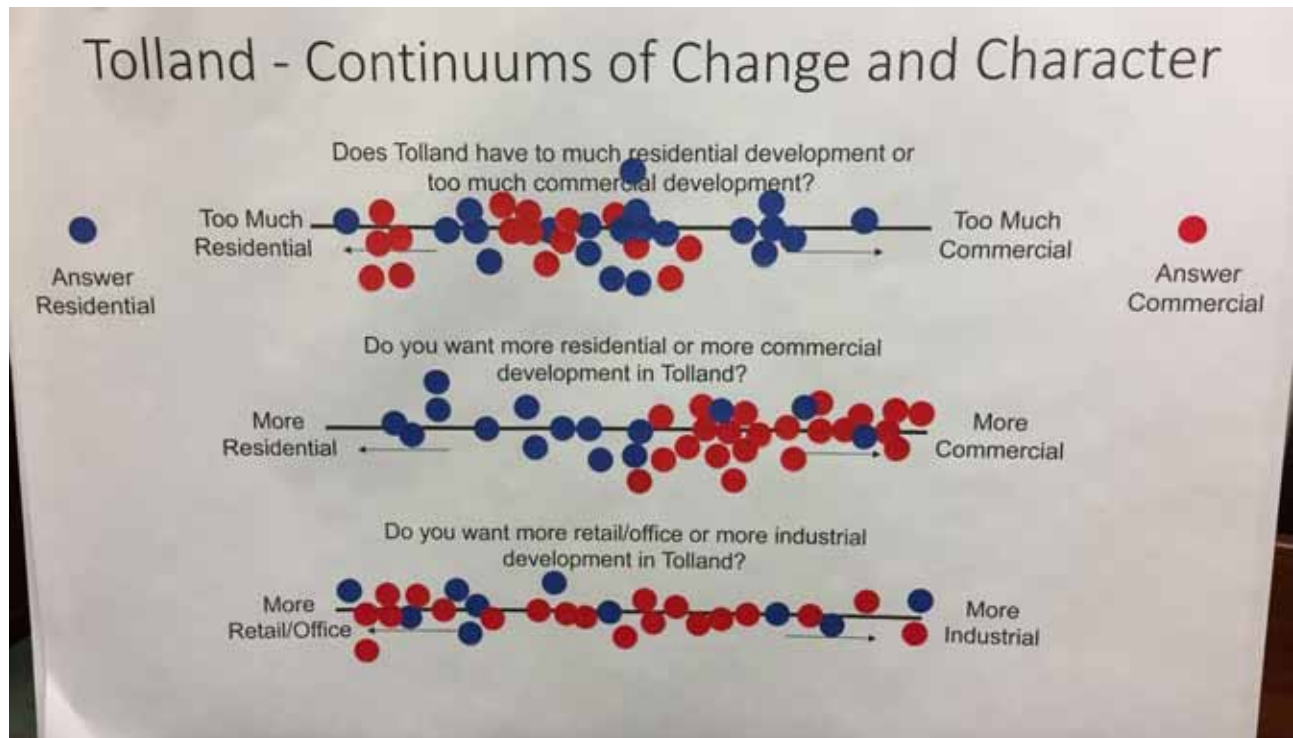 Tolland - Continuums of Change and Character
Does Tolland have to much residential development or
too much commercial development?
Too Much
Residential
Too Much
Commercial
Answer
Residential
Answer
Commercial
Do you want more residential or more commercial
development in Tolland?
More
Residential
More
Commercial
Do you want more retail/office or more industrial
development in Tolland?
More
Retail/Office
More
Industrial